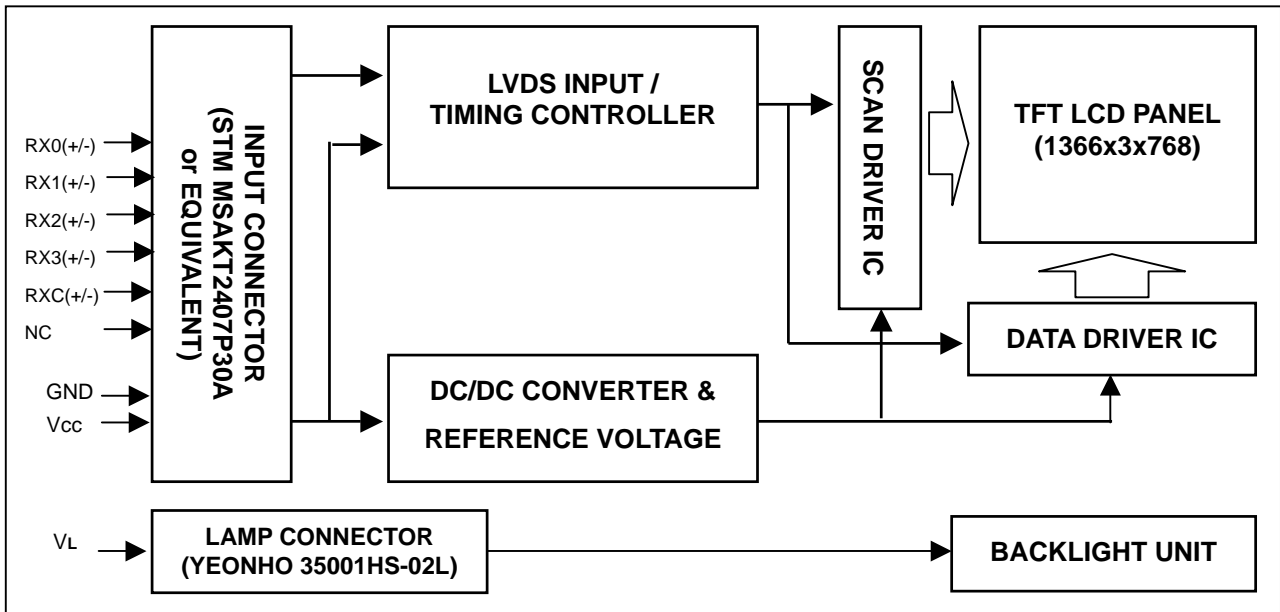 RX0(+/-)
RX1(+/-)
RX2(+/-)
RX3(+/-)
RXC(+/-)
NC
GND
Vcc
VL
INPUT CONNECTOR
(STM MSAKT2407P30A
or EQUIVALENT)
LVDS INPUT /
TIMING CONTROLLER
DC/DC CONVERTER &
REFERENCE VOLTAGE
SCAN DRIVER IC
TFT LCD PANEL
(1366x3x768)
DATA DRIVER IC
LAMP CONNECTOR
(YEONHO 35001HS-02L)
BACKLIGHT UNIT